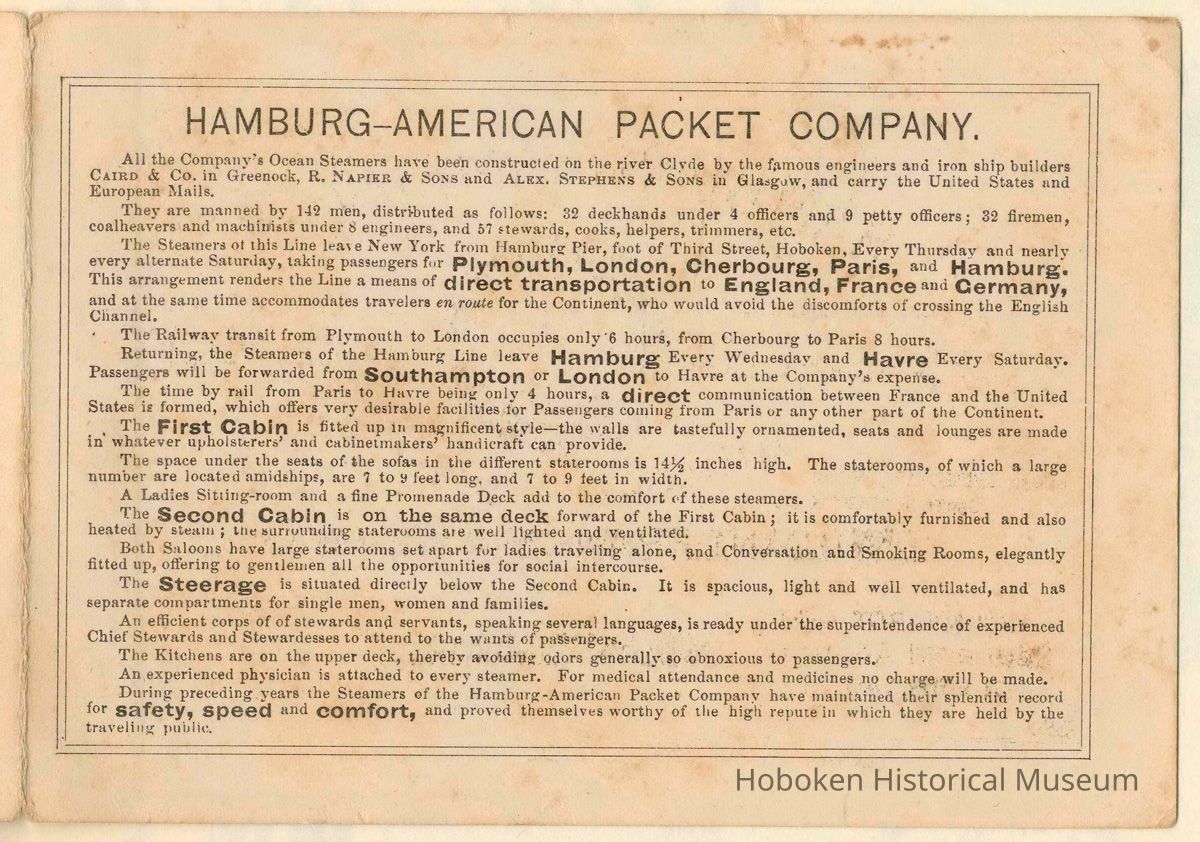 HAMBURG–AMERICAN PACKET COMPANY.
All the Company's Ocean Steamers have been constructed on the river Clyde by the famous engineers and iron ship builders
CAIRD & CO. in Greenock, R. NAPIER & SONS and ALEX. STEPHENS & SONS in Glasgow, and carry the United States and
European Mails.
They are manned by 142 men, distributed as follows: 32 deckhands under 4 officers and 9 petty officers; 32 firemen,
coalheavers and machinists under 8 engineers, and 57 stewards, cooks, helpers, trimmers, etc.
The Steamers of this Line leave New York from Hamburg Pier, foot of Third Street, Hoboken, Every Thursday and nearly
every alternate Saturday, taking passengers for Plymouth, London, Cherbourg, Paris, and Hamburg.
This arrangement renders the Line a means of direct transportation to England, France and Germany,
and at the same time accommodates travelers en route for the Continent, who would avoid the discomforts of crossing the English
Channel.
The Railway transit from Plymouth to London occupies only 6 hours, from Cherbourg to Paris 8 hours.
Returning, the Steamers of the Hamburg Line leave Hamburg Every Wednesday and Havre Every Saturday.
Passengers will be forwarded from Southampton or London to Havre at the Company's expense.
The time by rail from Paris to Havre being only 4 hours, a direct communication between France and the United
States is formed, which offers very desirable facilities for Passengers coming from Paris or any other part of the Continent.
The First Cabin is fitted up in magnificent style—the walls are tastefully ornamented, seats and lounges are made
in whatever upholsterers' and cabinetmakers' handicraft can provide.
The space under the seats of the sofas in the different staterooms is 14½ inches high. The staterooms, of which a large
number are located amidships, are 7 to 9 feet long, and 7 to 9 feet in width.
A Ladies Sitting-room and a fine Promenade Deck add to the comfort of these steamers.
The Second Cabin is on the same deck forward of the First Cabin; it is comfortably furnished and also
heated by steam; the surrounding staterooms are well lighted and ventilated.
Both Saloons have large staterooms set apart for ladies traveling alone, and Conversation and Smoking Rooms, elegantly
fitted up, offering to gentlemen all the opportunities for social intercourse.
The Steerage is situated directly below the Second Cabin. It is spacious, light and well ventilated, and has
separate compartments for single men, women and families.
An efficient corps of of stewards and servants, speaking several languages, is ready under the superintendence of experienced
Chief Stewards and Stewardesses to attend to the wants of passengers.
The Kitchens are on the upper deck, thereby avoiding odors generally so obnoxious to passengers.
An experienced physician is attached to every steamer. For medical attendance and medicines no charge will be made.
During preceding years the Steamers of the Hamburg-American Packet Company have maintained their splendid record
for safety, speed and comfort, and proved themselves worthy of the high repute in which they are held by the
traveling public.
Hoboken Historical Museum